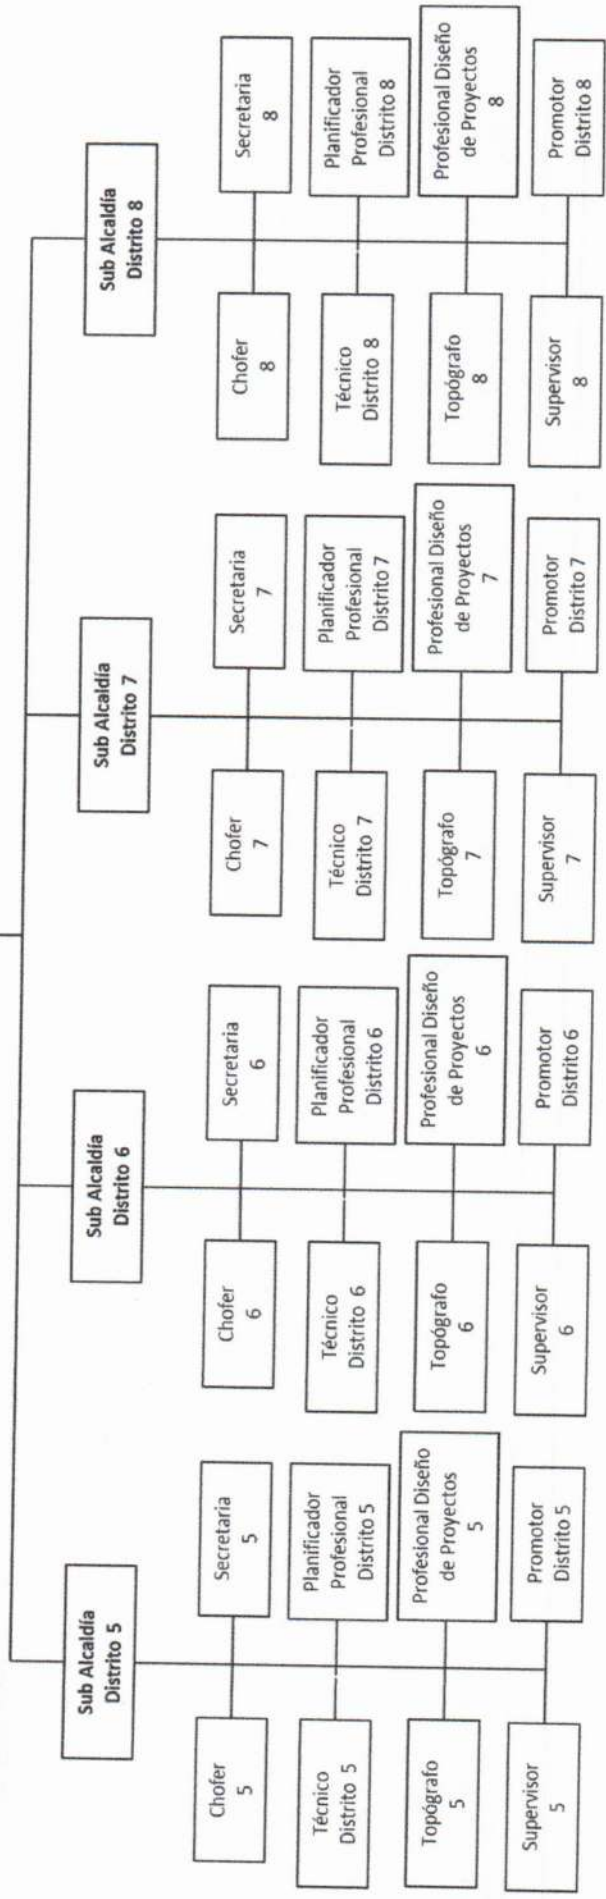 Sub Alcaldía
Distrito 5
Chofer
5
Secretaria
5
Técnico
Distrito 5
Planificador
Profesional
Distrito 5
Topógrafo
5
Profesional Diseño
de Proyectos
5
Supervisor
5
Promotor
Distrito 5
Sub Alcaldía
Distrito 6
Chofer
6
Secretaria
6
Técnico
Distrito 6
Planificador
Profesional
Distrito 6
Topógrafo
6
Profesional Diseño
de Proyectos
6
Supervisor
6
Promotor
Distrito 6
Sub Alcaldía
Distrito 7
Chofer
7
Secretaria
7
Técnico
Distrito 7
Planificador
Profesional
Distrito 7
Topógrafo
7
Profesional Diseño
de Proyectos
7
Supervisor
7
Promotor
Distrito 7
Sub Alcaldía
Distrito 8
Chofer
8
Secretaria
8
Técnico
Distrito 8
Planificador
Profesional
Distrito 8
Topógrafo
8
Profesional Diseño
de Proyectos
8
Supervisor
8
Promotor
Distrito 8